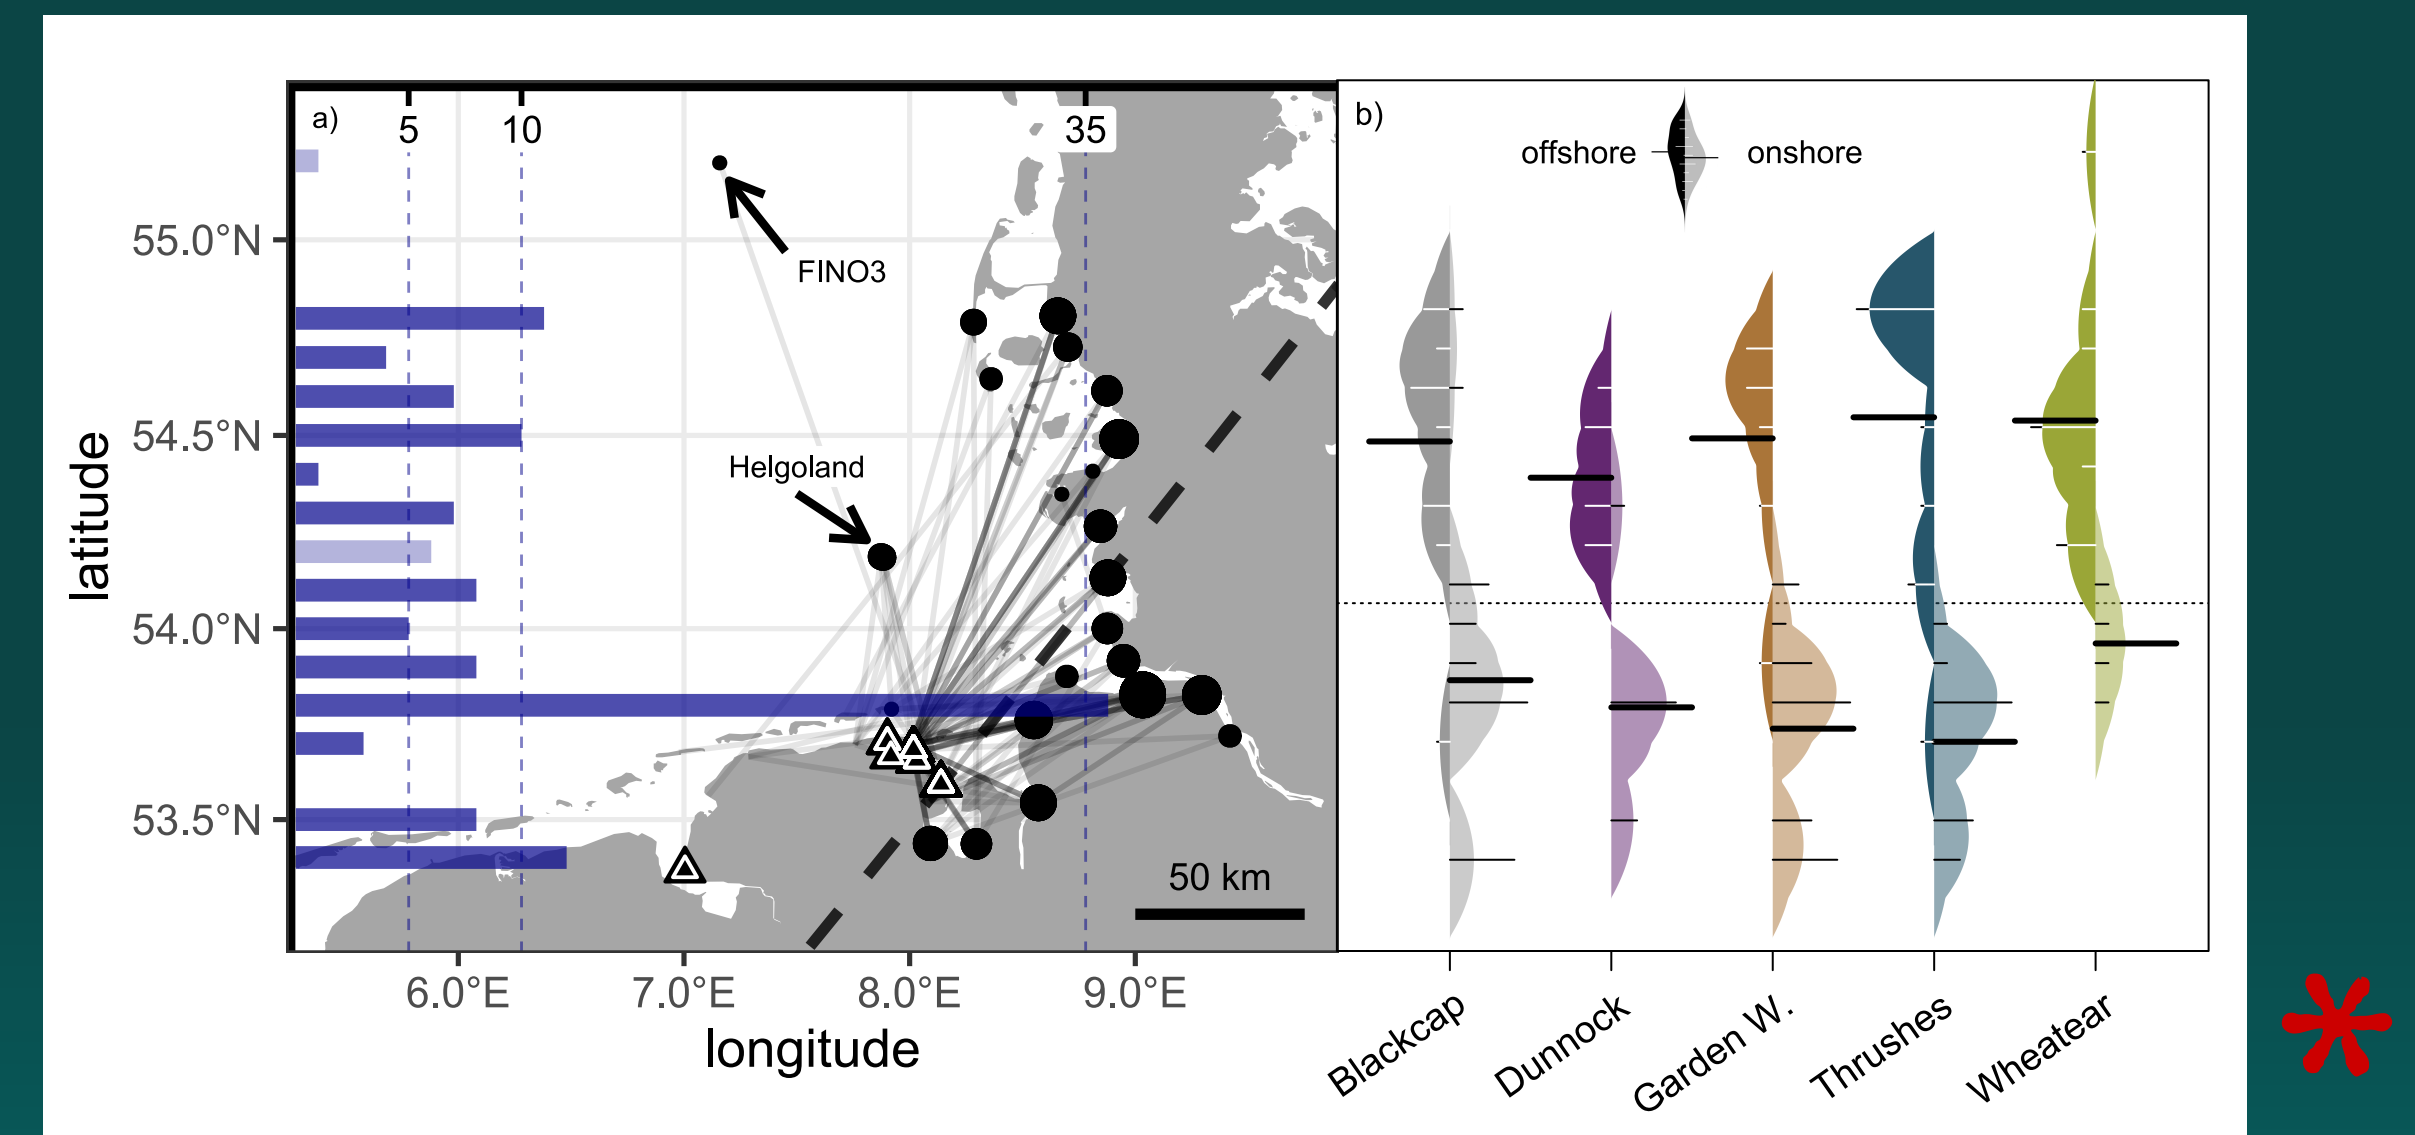 a)
5
10
35
b)
offshore
onshore
FINO3
Helgoland
55.0°N
54.5°N
54.0°N
53.5°N
latitude
50 km
6.0°E
7.0°E
8.0°E
9.0°E
longitude
Blackcap
Dunnock
Garden W.
Thrushes
Wheatear
*